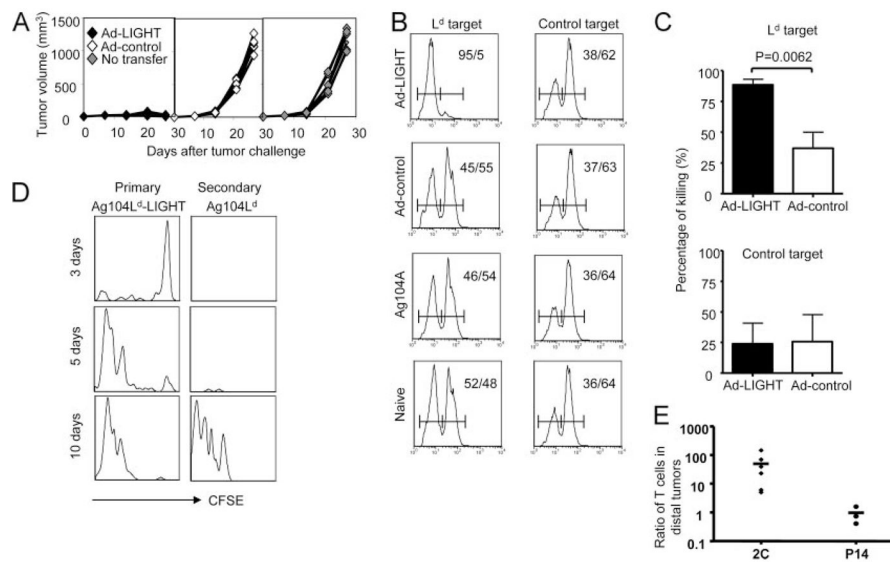 A
Tumor volume (mm³)
1500
1000
500
0
Ad-LIGHT
Ad-control
No transfer
0 10 20 30 0 10 20 30 0 10 20 30
Days after tumor challenge
B
Lᵈ target
Control target
Ad-LIGHT
95/5
38/62
Ad-control
45/55
37/63
Ag104A
46/54
36/64
Naive
52/48
36/64
C
Lᵈ target
P=0.0062
Percentage of killing (%)
100
75
50
25
0
Ad-LIGHT Ad-control
Control target
100
75
50
25
0
Ad-LIGHT Ad-control
D
Primary Secondary
Ag104Lᵈ-LIGHT Ag104Lᵈ
3 days
5 days
10 days
CFSE
E
Ratio of T cells in
distal tumors
1000
100
10
1
0.1
2C P14